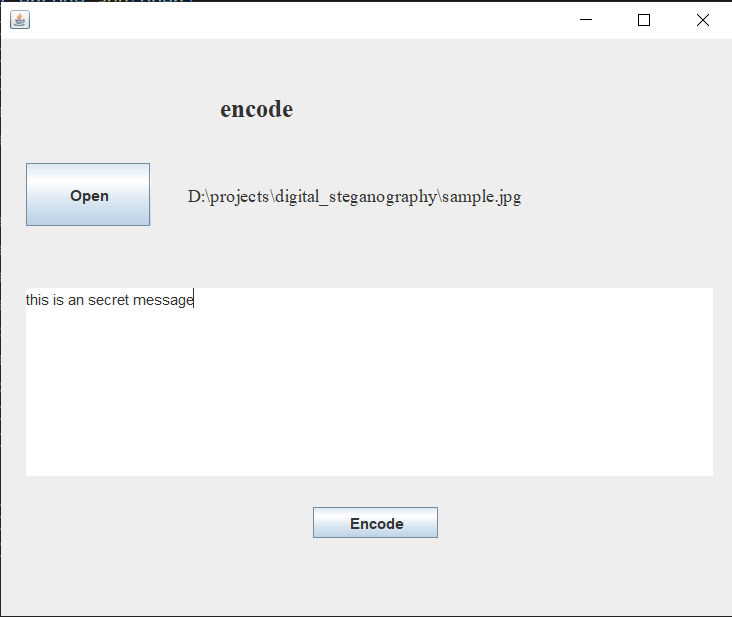 encode
Open
D:\projects\digital_steganography\sample.jpg
this is an secret message
Encode